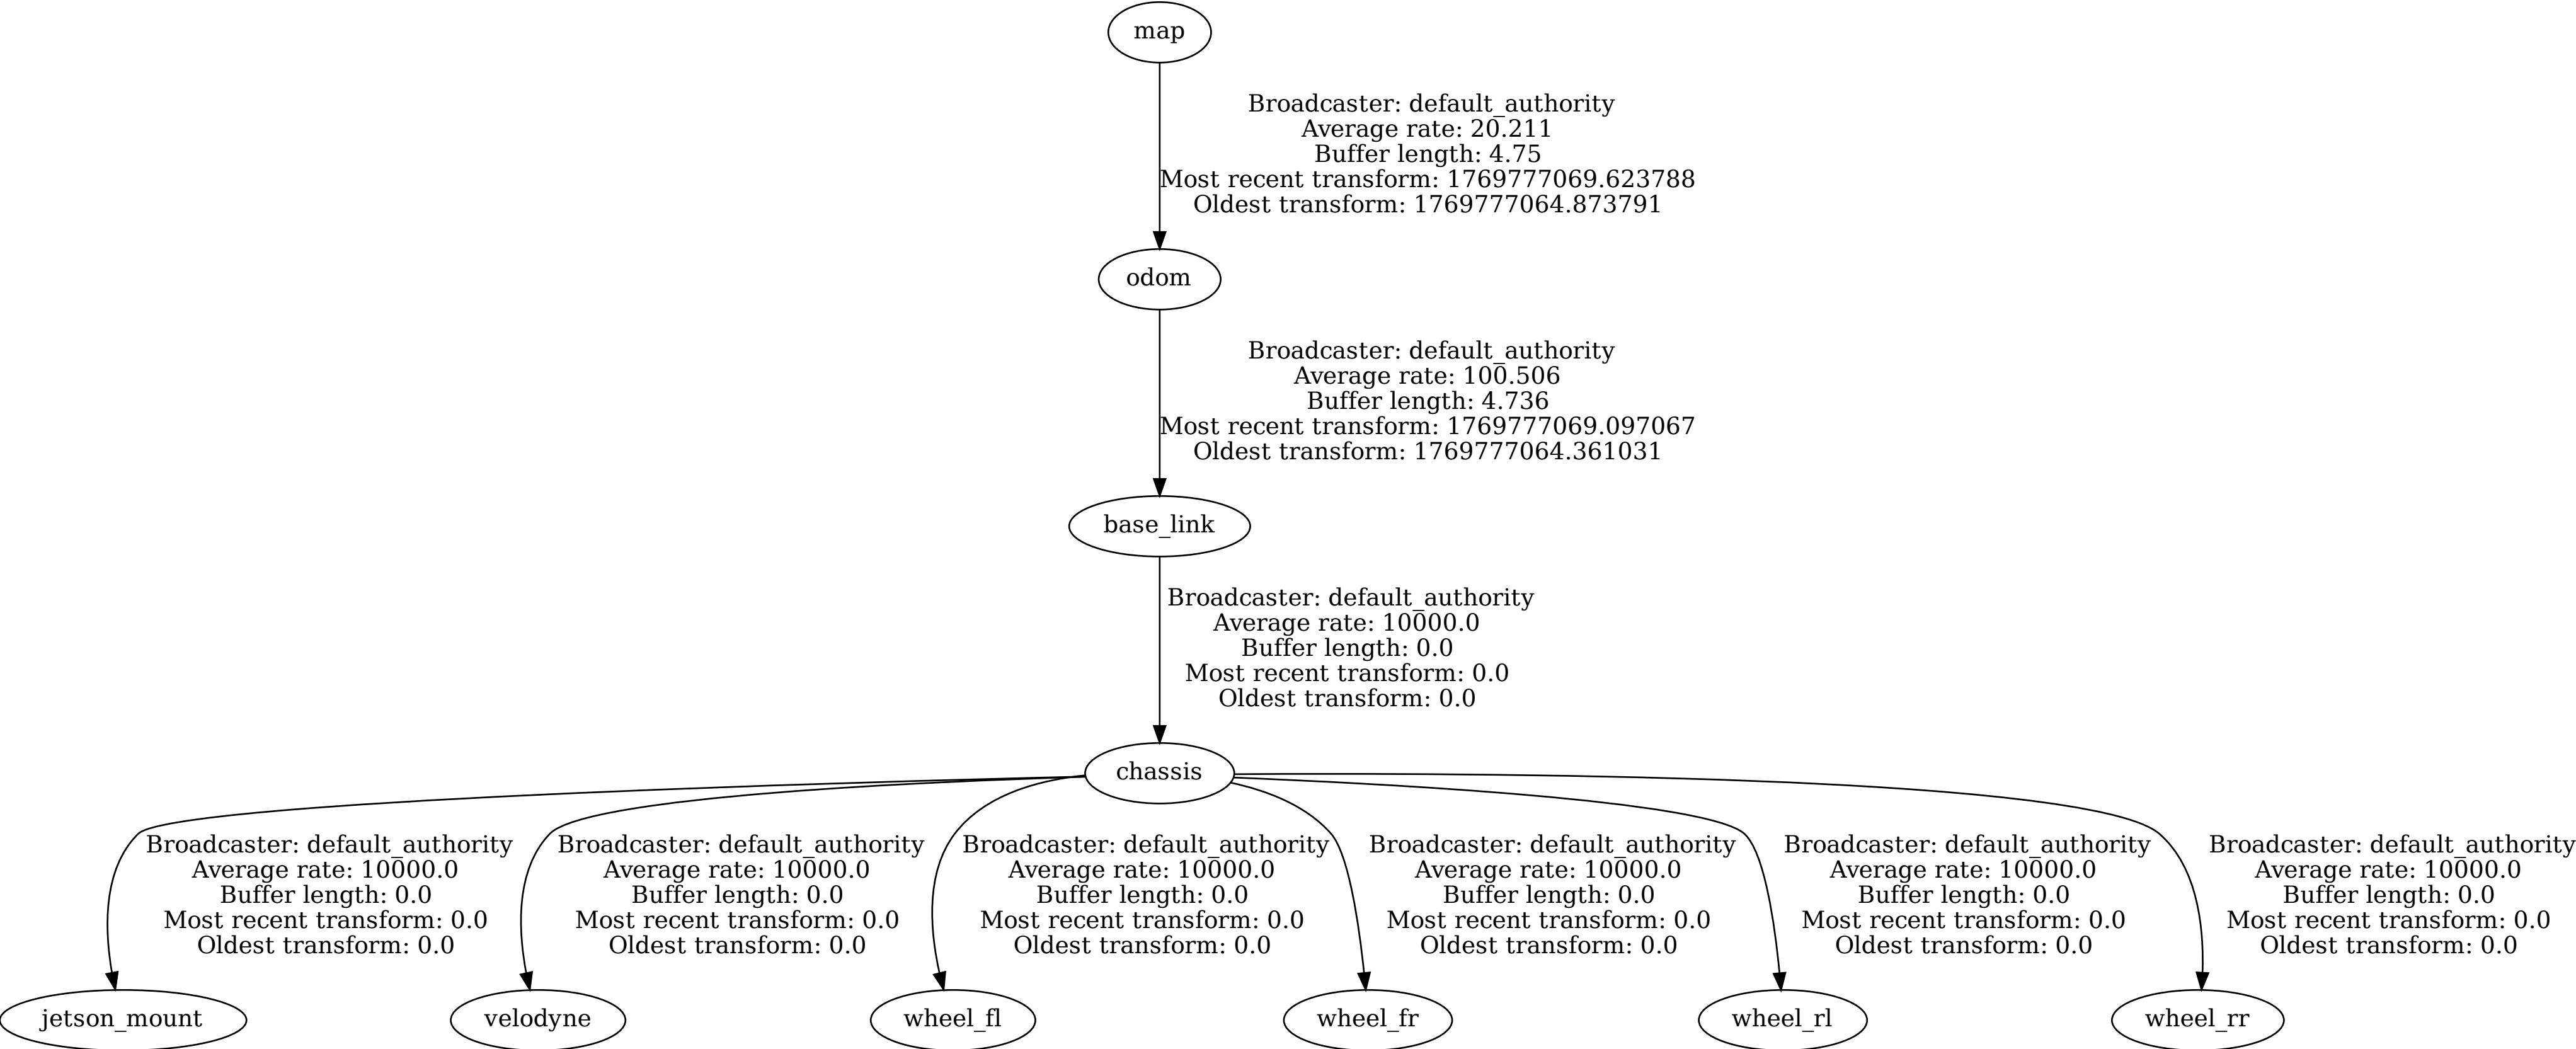 map
Broadcaster: default_authority
Average rate: 20.211
Buffer length: 4.75
Most recent transform: 1769777069.623788
Oldest transform: 1769777064.873791
odom
Broadcaster: default_authority
Average rate: 100.506
Buffer length: 4.736
Most recent transform: 1769777069.097067
Oldest transform: 1769777064.361031
base_link
Broadcaster: default_authority
Average rate: 10000.0
Buffer length: 0.0
Most recent transform: 0.0
Oldest transform: 0.0
chassis
Broadcaster: default_authority
Average rate: 10000.0
Buffer length: 0.0
Most recent transform: 0.0
Oldest transform: 0.0
Broadcaster: default_authority
Average rate: 10000.0
Buffer length: 0.0
Most recent transform: 0.0
Oldest transform: 0.0
Broadcaster: default_authority
Average rate: 10000.0
Buffer length: 0.0
Most recent transform: 0.0
Oldest transform: 0.0
Broadcaster: default_authority
Average rate: 10000.0
Buffer length: 0.0
Most recent transform: 0.0
Oldest transform: 0.0
Broadcaster: default_authority
Average rate: 10000.0
Buffer length: 0.0
Most recent transform: 0.0
Oldest transform: 0.0
Broadcaster: default_authority
Average rate: 10000.0
Buffer length: 0.0
Most recent transform: 0.0
Oldest transform: 0.0
jetson_mount
velodyne
wheel_fl
wheel_fr
wheel_rl
wheel_rr